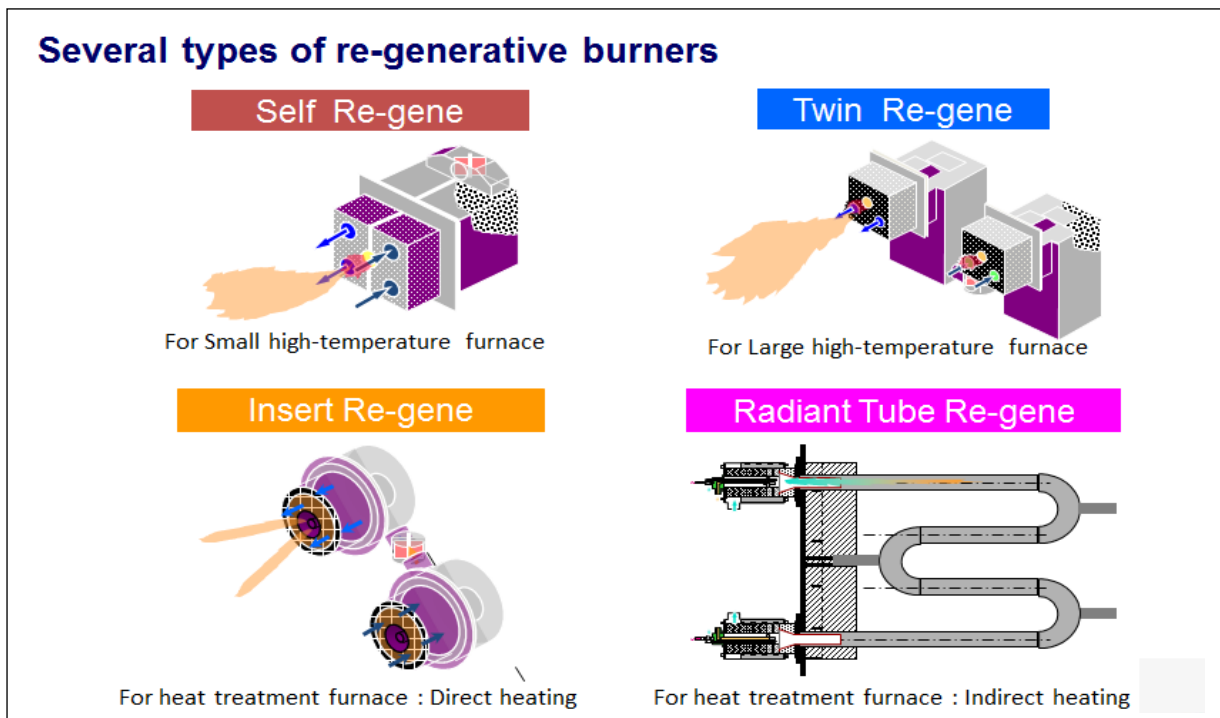 Several types of re-generative burners
Self Re-gene
Twin Re-gene
For Small high-temperature furnace
For Large high-temperature furnace
Insert Re-gene
Radiant Tube Re-gene
For heat treatment furnace : Direct heating
For heat treatment furnace : Indirect heating